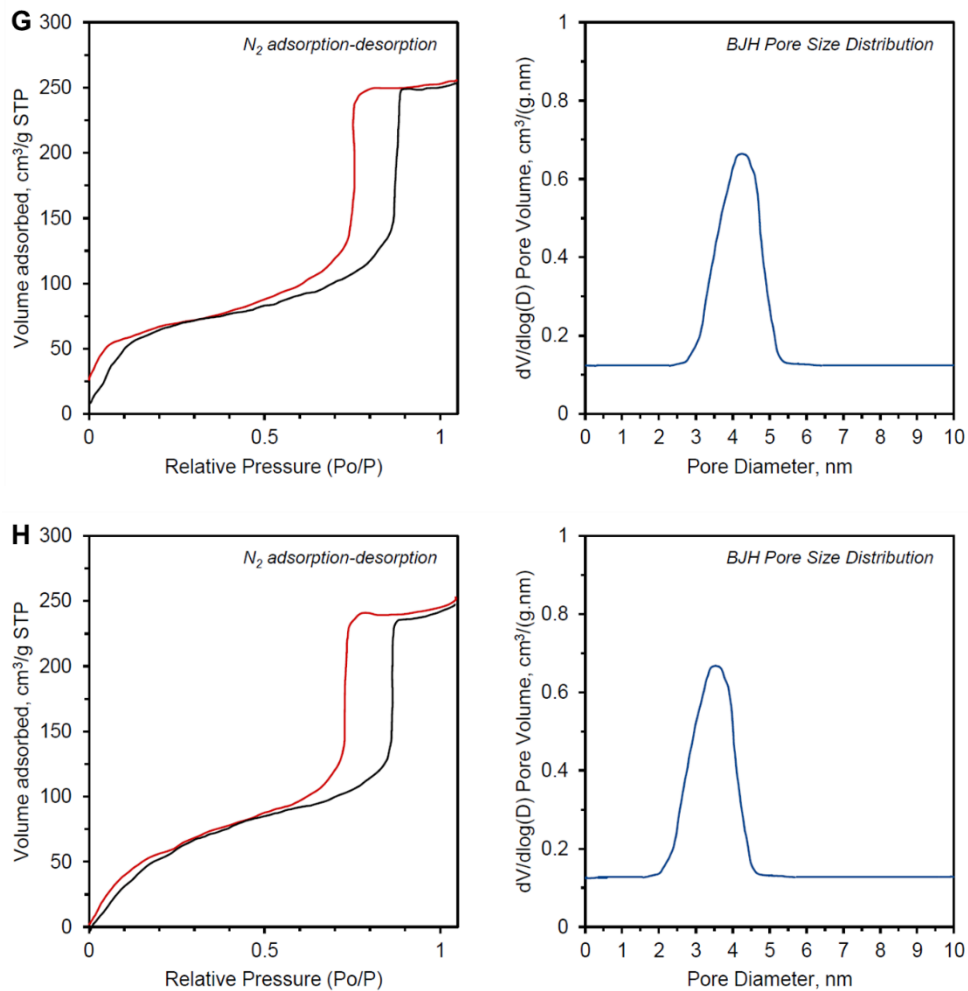 G
N₂ adsorption-desorption
Volume adsorbed, cm³/g STP
300
250
200
150
100
50
0
0
0.5
1
Relative Pressure (Po/P)
BJH Pore Size Distribution
dV/dlog(D) Pore Volume, cm³/(g.nm)
1
0.8
0.6
0.4
0.2
0
0 1 2 3 4 5 6 7 8 9 10
Pore Diameter, nm
H
N₂ adsorption-desorption
Volume adsorbed, cm³/g STP
300
250
200
150
100
50
0
0
0.5
1
Relative Pressure (Po/P)
BJH Pore Size Distribution
dV/dlog(D) Pore Volume, cm³/(g.nm)
1
0.8
0.6
0.4
0.2
0
0 1 2 3 4 5 6 7 8 9 10
Pore Diameter, nm